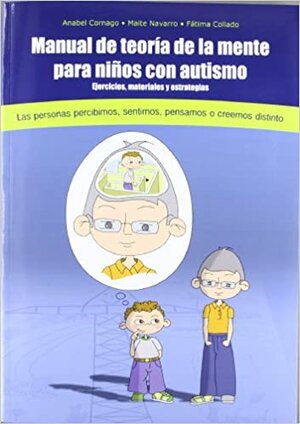 Anabel Cornago • Maite Navarro • Fátima Collado
Manual de teoría de la mente
para niños con autismo
Ejercicios, materiales y estrategias
Las personas percibimos, sentimos, pensamos o creemos distinto